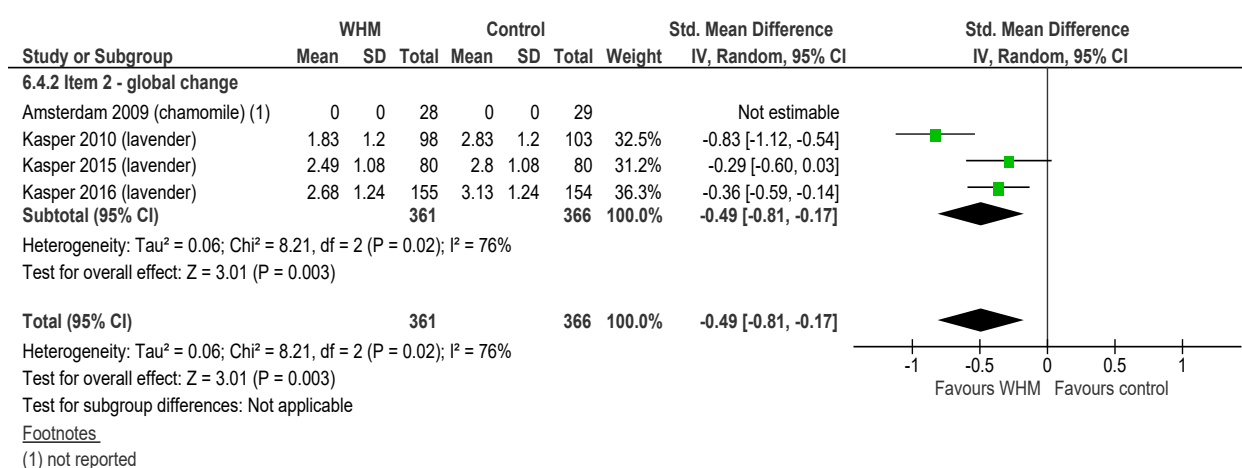 WHM Control Std. Mean Difference Std. Mean Difference
Study or Subgroup Mean SD Total Mean SD Total Weight IV, Random, 95% CI IV, Random, 95% CI
6.4.2 Item 2 - global change
Amsterdam 2009 (chamomile) (1) 0 0 28 0 0 29 Not estimable
Kasper 2010 (lavender) 1.83 1.2 98 2.83 1.2 103 32.5% -0.83 [-1.12, -0.54]
Kasper 2015 (lavender) 2.49 1.08 80 2.8 1.08 80 31.2% -0.29 [-0.60, 0.03]
Kasper 2016 (lavender) 2.68 1.24 155 3.13 1.24 154 36.3% -0.36 [-0.59, -0.14]
Subtotal (95% CI) 361 366 100.0% -0.49 [-0.81, -0.17]
Heterogeneity: Tau² = 0.06; Chi² = 8.21, df = 2 (P = 0.02); I² = 76%
Test for overall effect: Z = 3.01 (P = 0.003)
Total (95% CI) 361 366 100.0% -0.49 [-0.81, -0.17]
Heterogeneity: Tau² = 0.06; Chi² = 8.21, df = 2 (P = 0.02); I² = 76%
Test for overall effect: Z = 3.01 (P = 0.003)
Test for subgroup differences: Not applicable
-1 -0.5 0 0.5 1
Favours WHM Favours control
Footnotes
(1) not reported